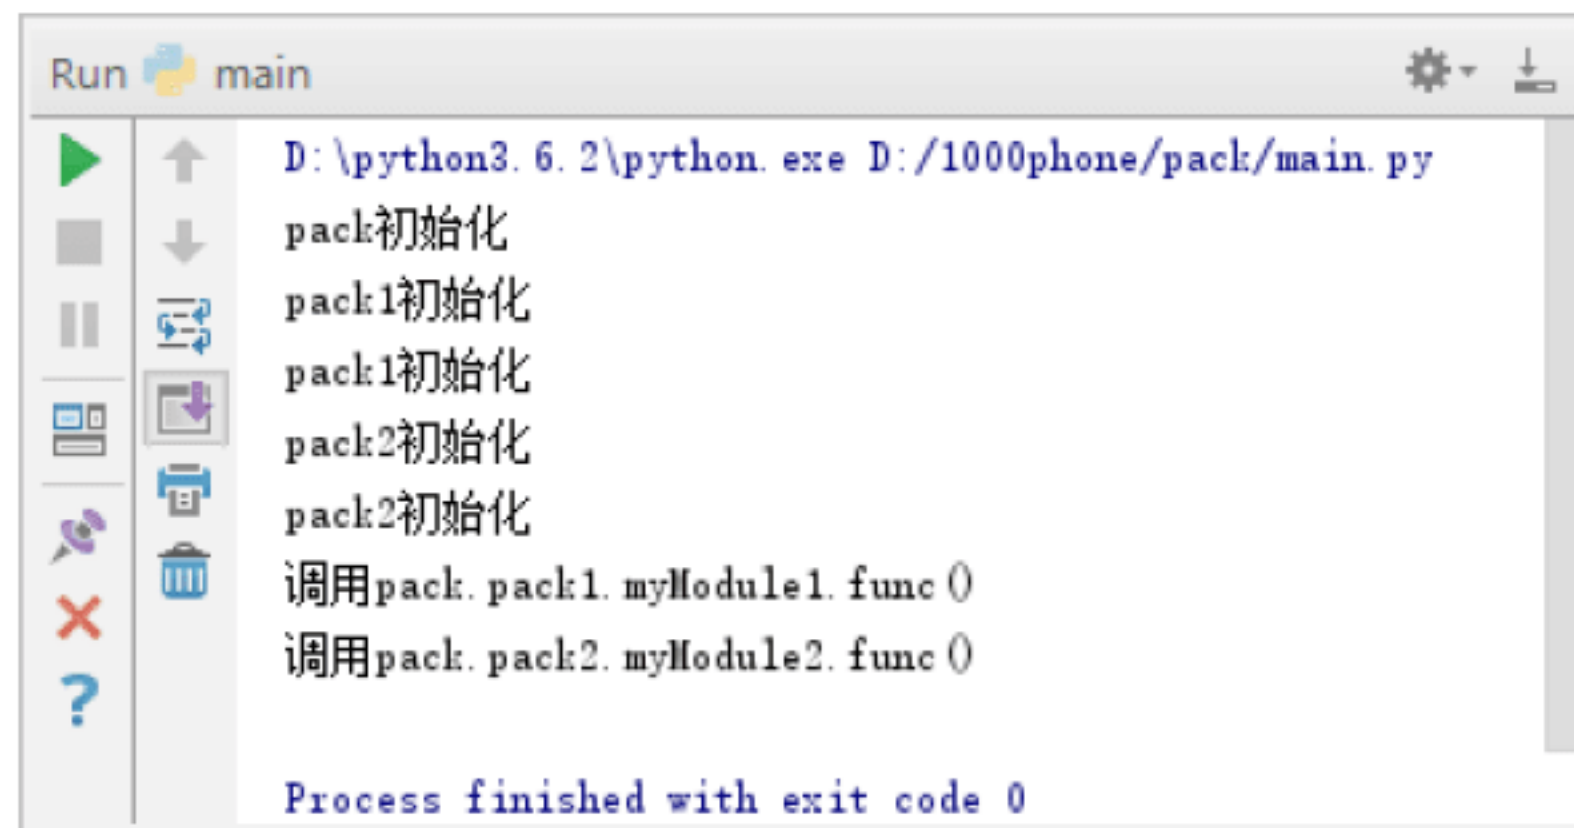 Run main
D:\python3.6.2\python.exe D:/1000phone/pack/main.py
pack初始化
pack1初始化
pack1初始化
pack2初始化
pack2初始化
调用pack.pack1.myModule1.func()
调用pack.pack2.myModule2.func()
Process finished with exit code 0